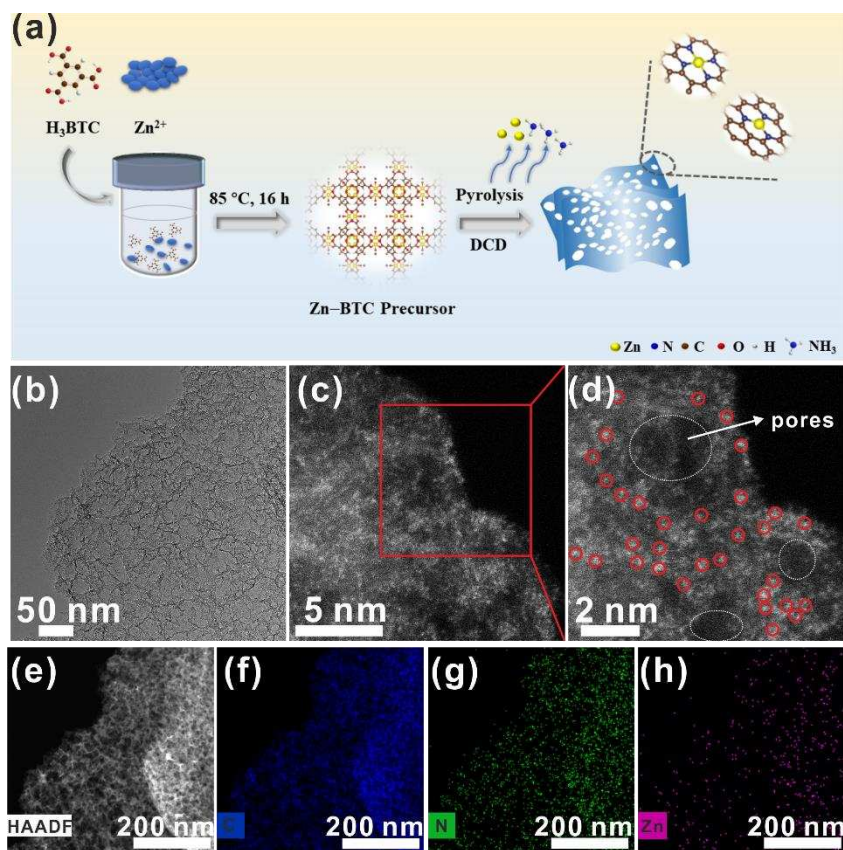 (a)
H₃BTC
Zn²⁺
85 °C, 16 h
Zn–BTC Precursor
Pyrolysis
DCD
Zn N C O H NH₃
(b)
50 nm
(c)
5 nm
(d)
pores
2 nm
(e)
HAADF
200 nm
(f)
C
200 nm
(g)
N
200 nm
(h)
Zn
200 nm